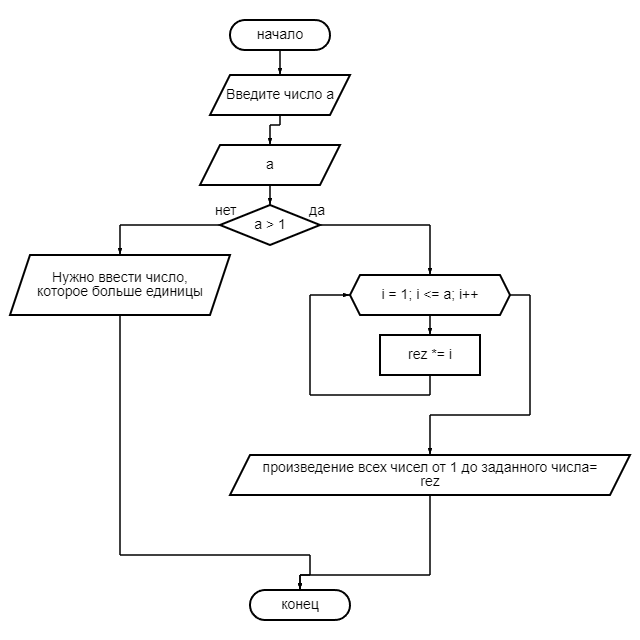 начало
Введите число а
а
нет
да
a > 1
Нужно ввести число,
которое больше единицы
i = 1; i <= a; i++
rez *= i
произведение всех чисел от 1 до заданного числа=
rez
конец